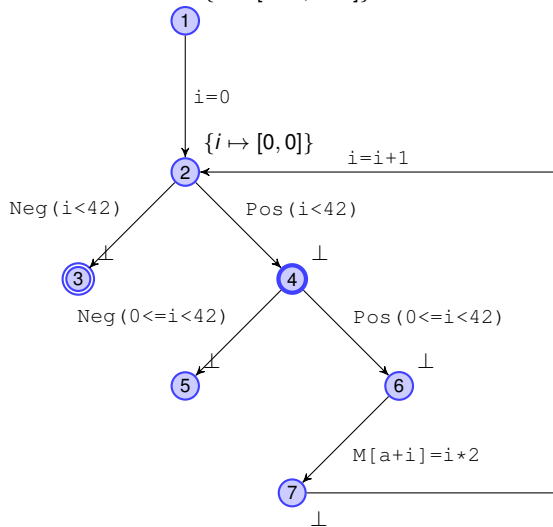 1
i=0
{i ↦ [0, 0]}
2
i=i+1
Neg(i<42)
Pos(i<42)
⊥
⊥
3
4
Neg(0<=i<42)
Pos(0<=i<42)
⊥
⊥
5
6
M[a+i]=i*2
7
⊥